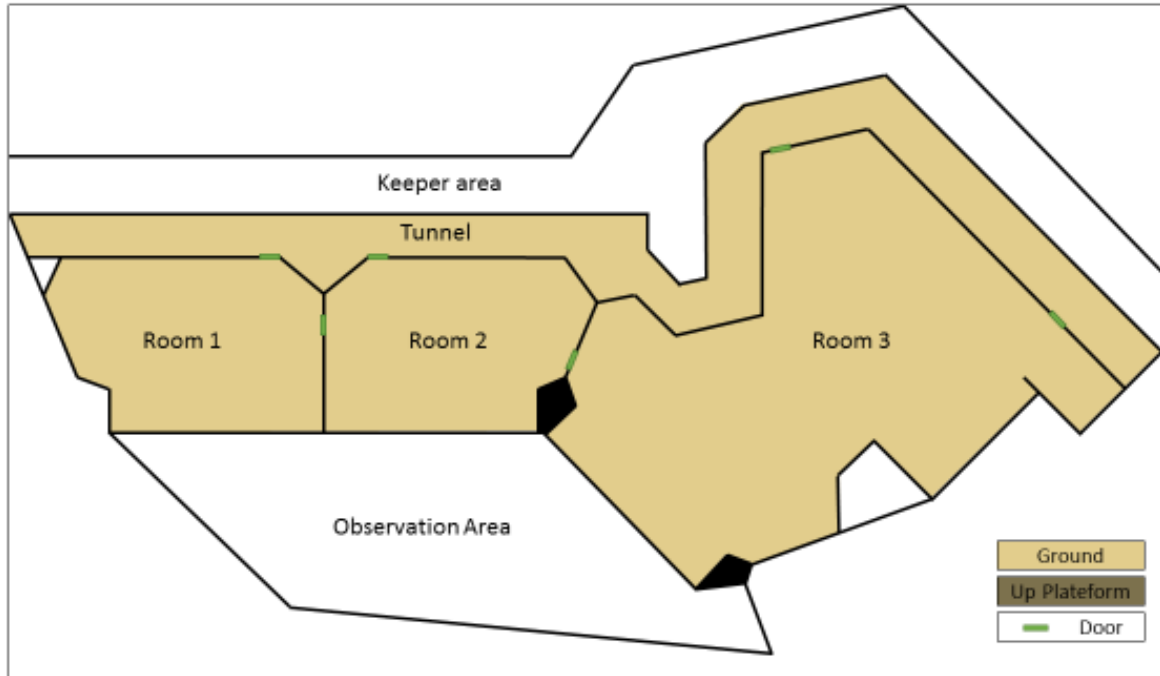 Keeper area
Tunnel
Room 1
Room 2
Room 3
Observation Area
Ground
Up Plateform
Door